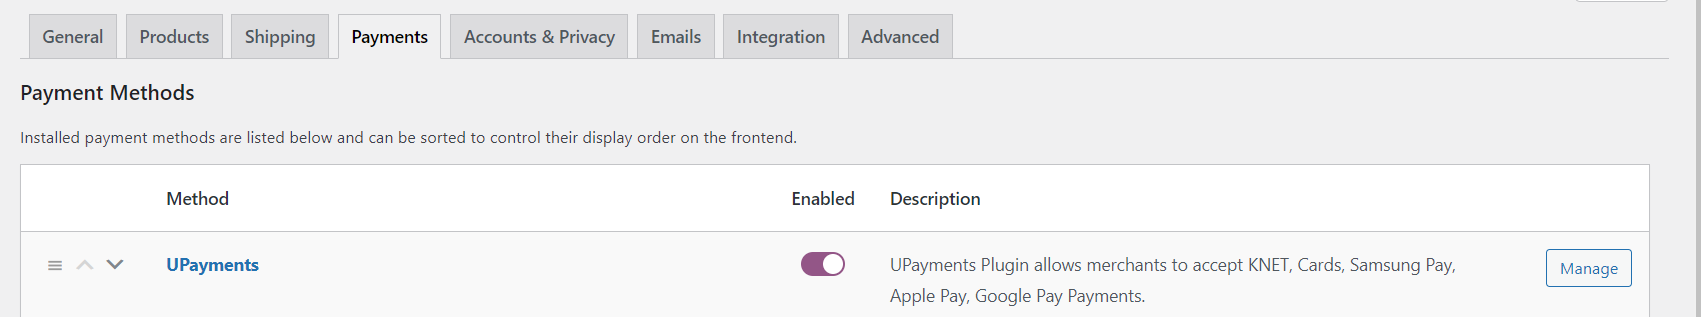 General Products Shipping Payments Accounts & Privacy Emails Integration Advanced
Payment Methods
Installed payment methods are listed below and can be sorted to control their display order on the frontend.
Method Enabled Description
UPayments UPayments Plugin allows merchants to accept KNET, Cards, Samsung Pay, Manage
Apple Pay, Google Pay Payments.